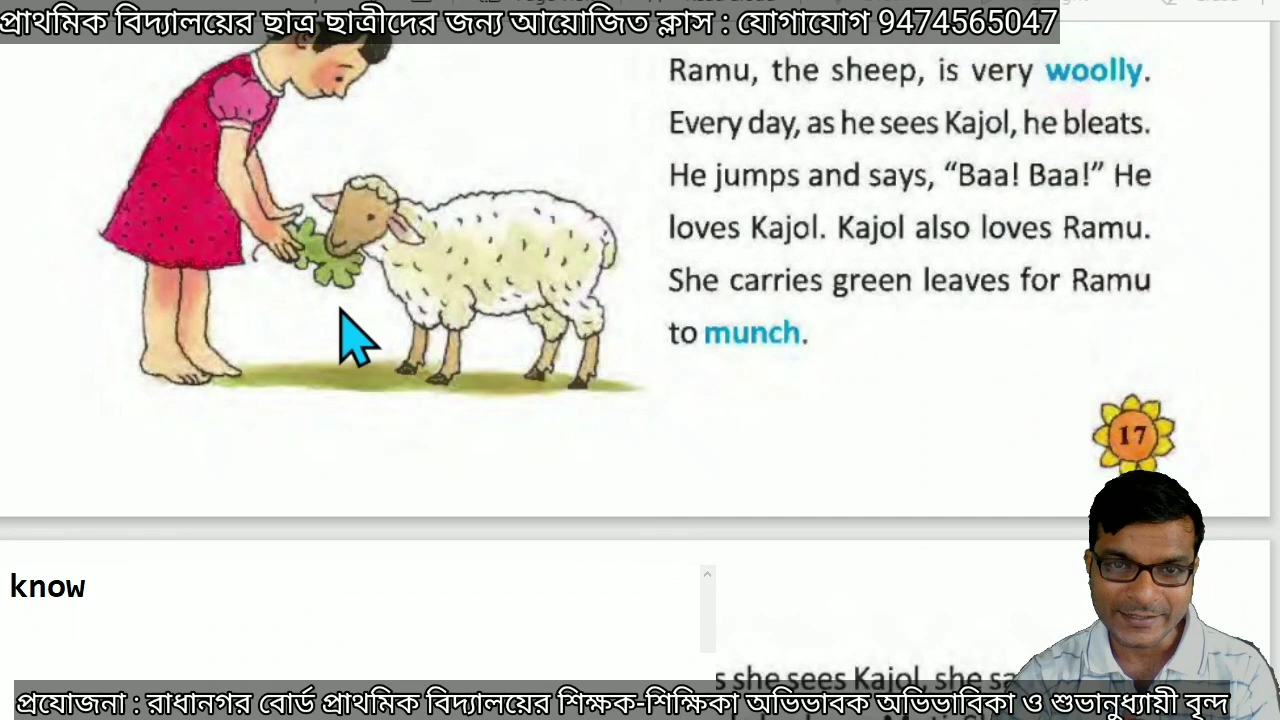 প্রাথমিক বিদ্যালয়ের ছাত্র ছাত্রীদের জন্য আয়োজিত ক্লাস : যোগাযোগ 9474565047
Ramu, the sheep, is very woolly.
Every day, as he sees Kajol, he bleats.
He jumps and says, “Baa! Baa!” He
loves Kajol. Kajol also loves Ramu.
She carries green leaves for Ramu
to munch.
17
know
s she sees Kajol, she
প্রযোজনা : রাধানগর বোর্ড প্রাথমিক বিদ্যালয়ের শিক্ষক-শিক্ষিকা অভিভাবক অভিভাবিকা ও শুভানুধ্যায়ী বৃন্দ